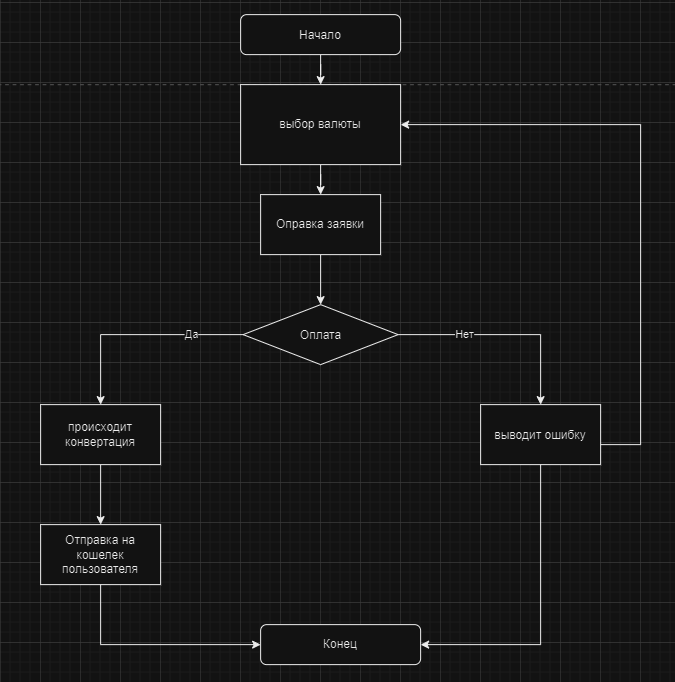 Начало
выбор валюты
Оправка заявки
Да
Оплата
Нет
происходит
конвертация
выводит ошибку
Отправка на
кошелек
пользователя
Конец